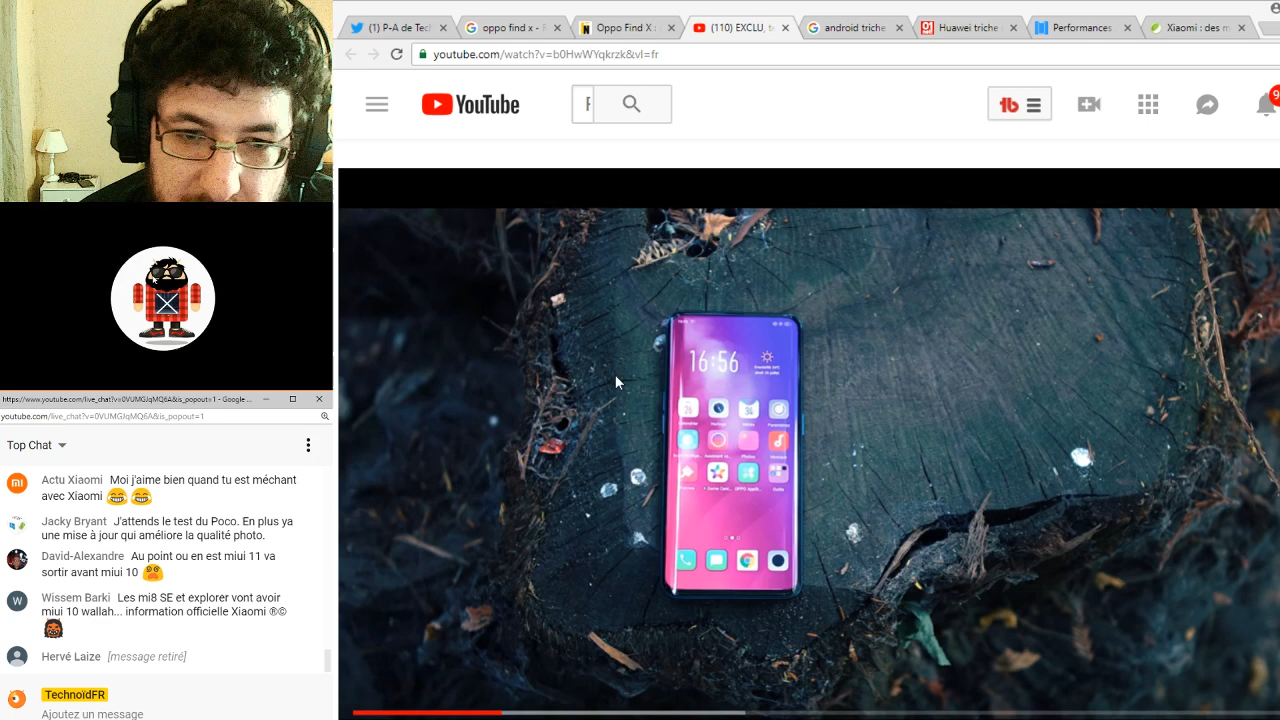 (1) P-A de Tech
oppo find x - R
Oppo Find X :
(110) EXCLU, te
android triche
Huawei triche
Performances
Xiaomi : des m
youtube.com/watch?v=b0HwWYqkrzk&vl=fr
YouTube
9
16:56
https://www.youtube.com/live_chat?v=0VUMGJqMQ6A&is_popout=1 - Google ...
youtube.com/live_chat?v=0VUMGJqMQ6A&is_popout=1
Top Chat
Actu Xiaomi Moi j'aime bien quand tu est méchant
avec Xiaomi 😂 😂
Jacky Bryant J'attends le test du Poco. En plus ya
une mise à jour qui améliore la qualité photo.
David-Alexandre Au point ou en est miui 11 va
sortir avant miui 10
Wissem Barki Les mi8 SE et explorer vont avoir
miui 10 wallah... information officielle Xiaomi ®©
Hervé Laize [message retiré]
TechnoïdFR
Ajoutez un message